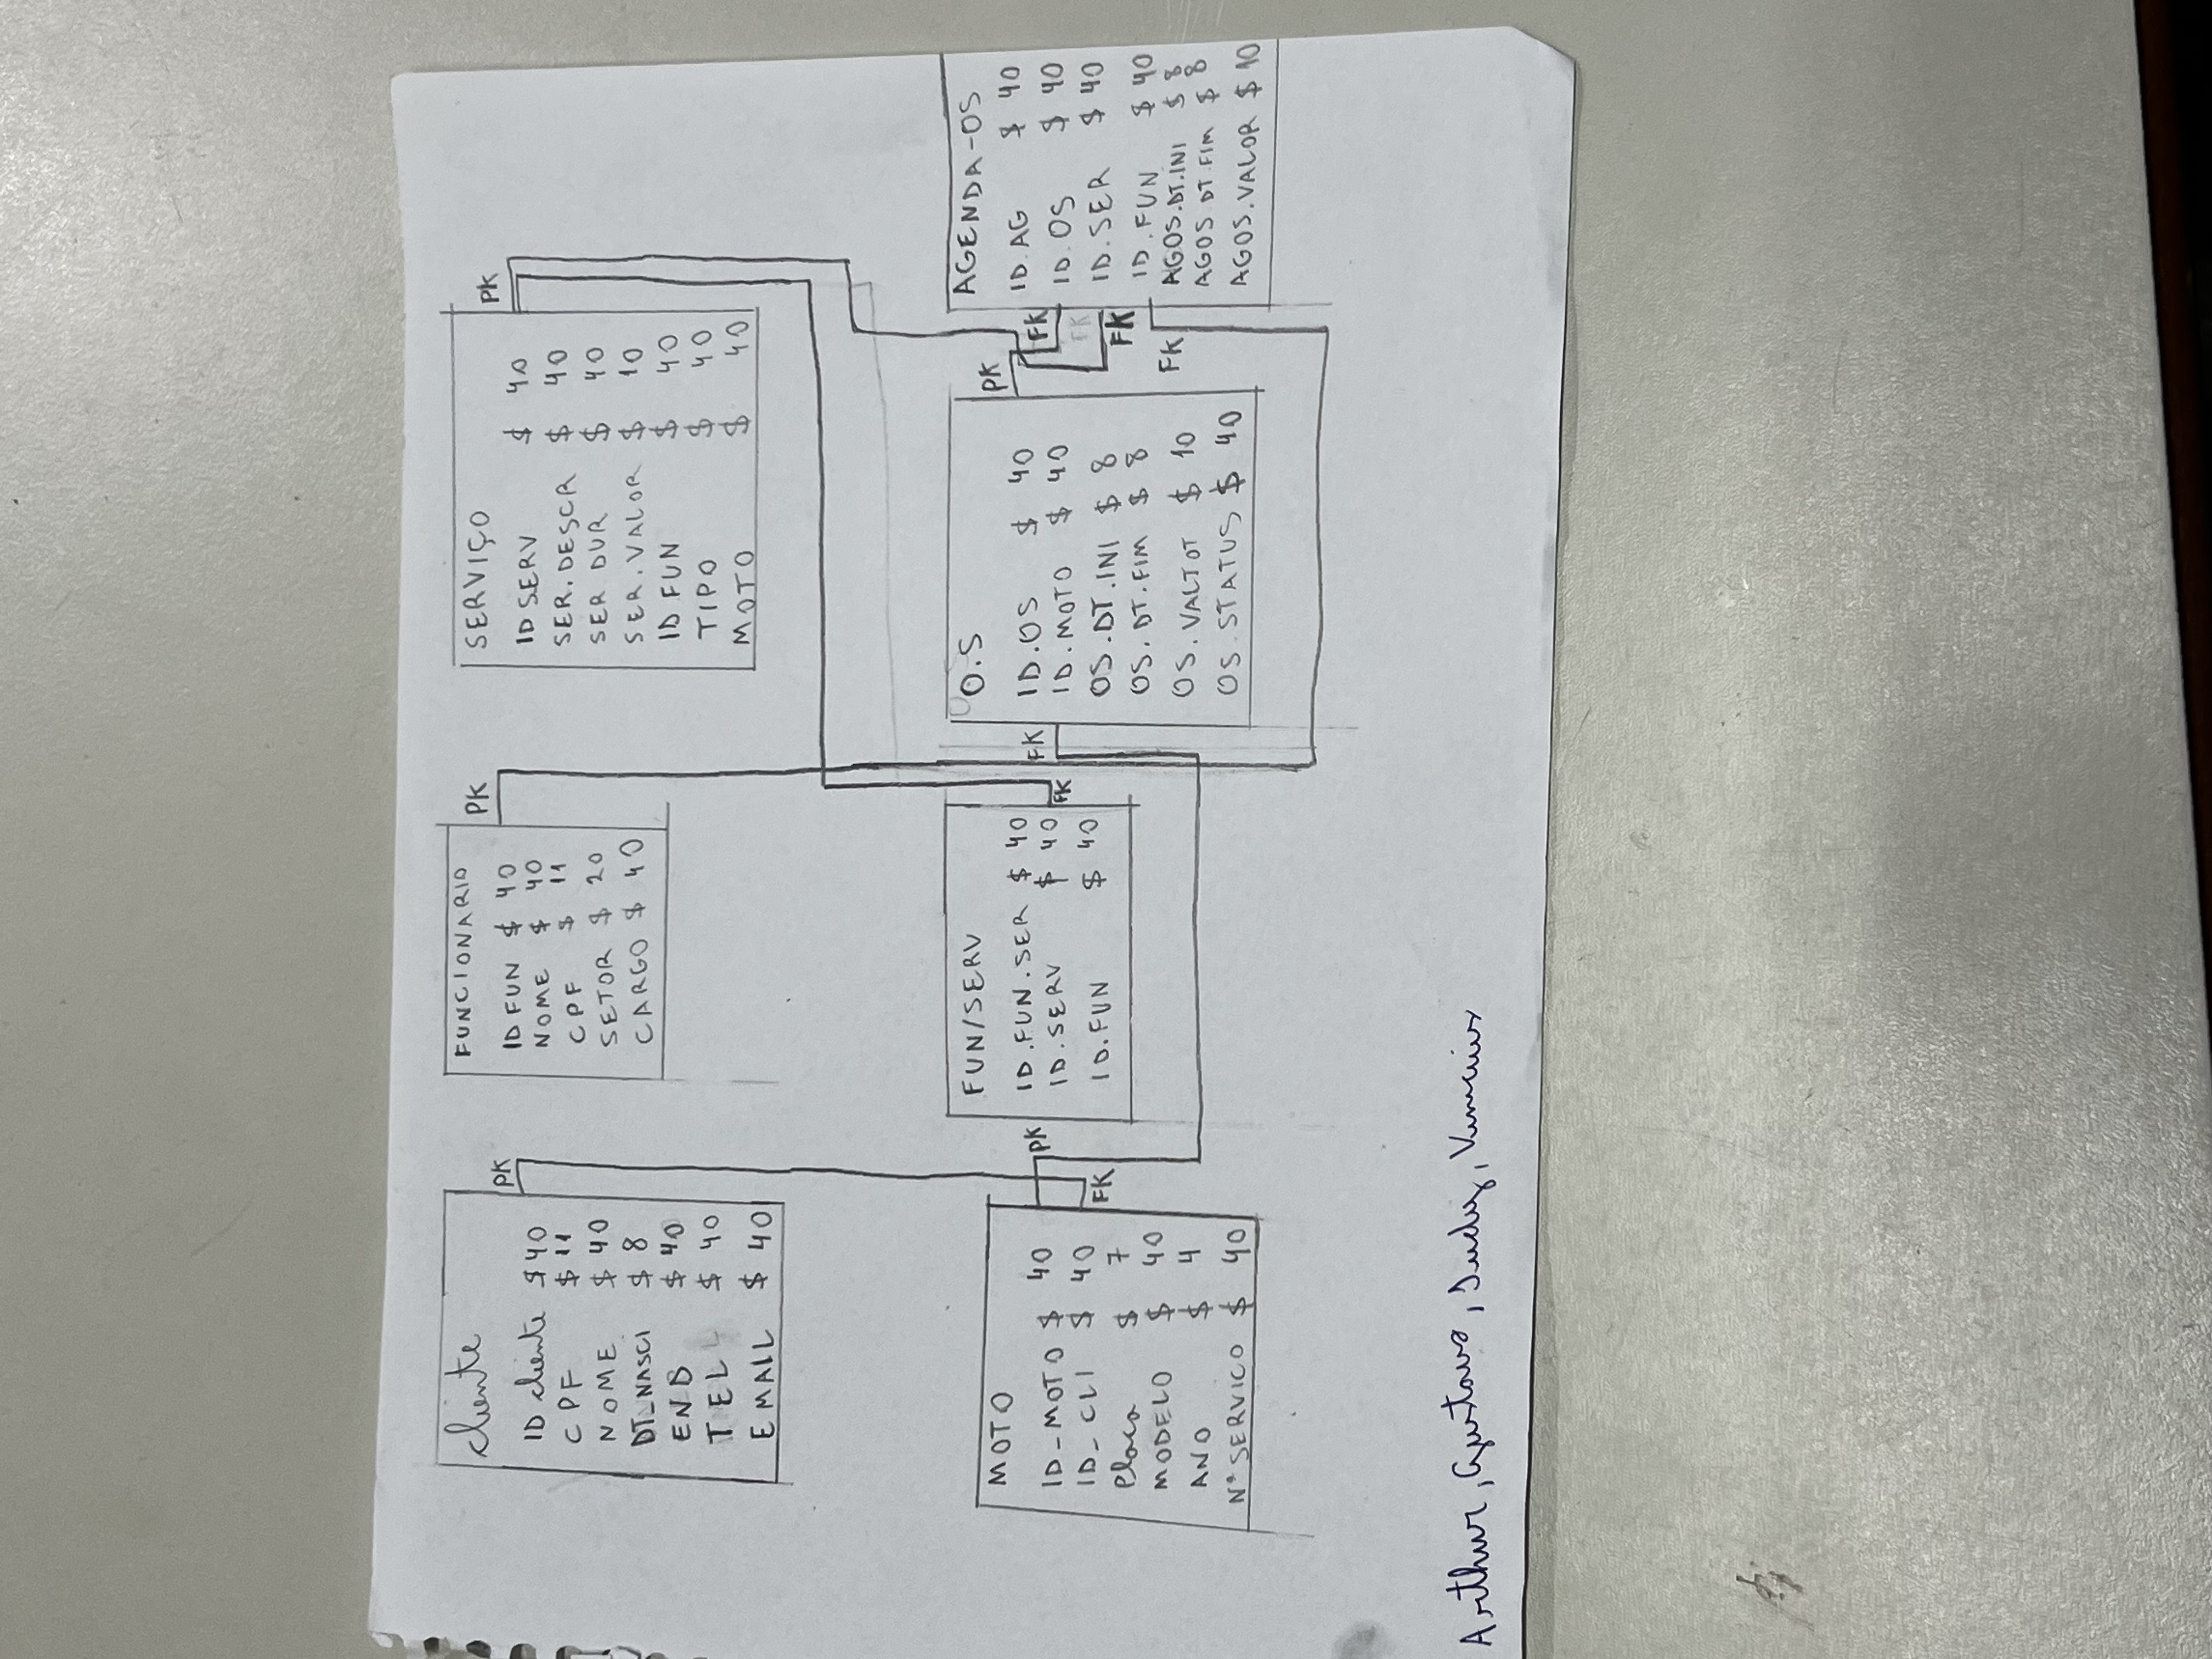 cliente
ID cliente $ 40
CPF $ 11
NOME $ 40
DT_NASCI $ 8
END $ 40
TEL $ 40
EMAIL $ 40
PK
FUNCIONARIO
ID FUN $ 40
NOME $ 40
CPF $ 11
SETOR $ 20
CARGO $ 40
PK
SERVIÇO
ID SERV $ 40
SER.DESCR $ 40
SER DUR $ 40
SER.VALOR $ 10
ID FUN $ 40
TIPO $ 40
MOTO $ 40
PK
MOTO
ID_MOTO $ 40
ID_CLI $ 40
Placa $ 7
MODELO $ 40
ANO $ 4
Nº SERVICO $ 40
PK
FK
FUN/SERV
ID.FUN.SER $ 40
ID.SERV $ 40
ID.FUN $ 40
FK
FK
O.S
ID.OS $ 40
ID.MOTO $ 40
OS.DT.INI $ 8
OS.DT.FIM $ 8
OS.VALTOT $ 10
OS.STATUS $ 40
PK
FK
FK
FK
FK
AGENDA-OS
ID.AG $ 40
ID.OS $ 40
ID.SER $ 40
ID.FUN $ 40
AGOS.DT.INI $ 8
AGOS.DT.FIM $ 8
AGOS.VALOR $ 10
Arthur, Gustavo, Judy, Vinicius